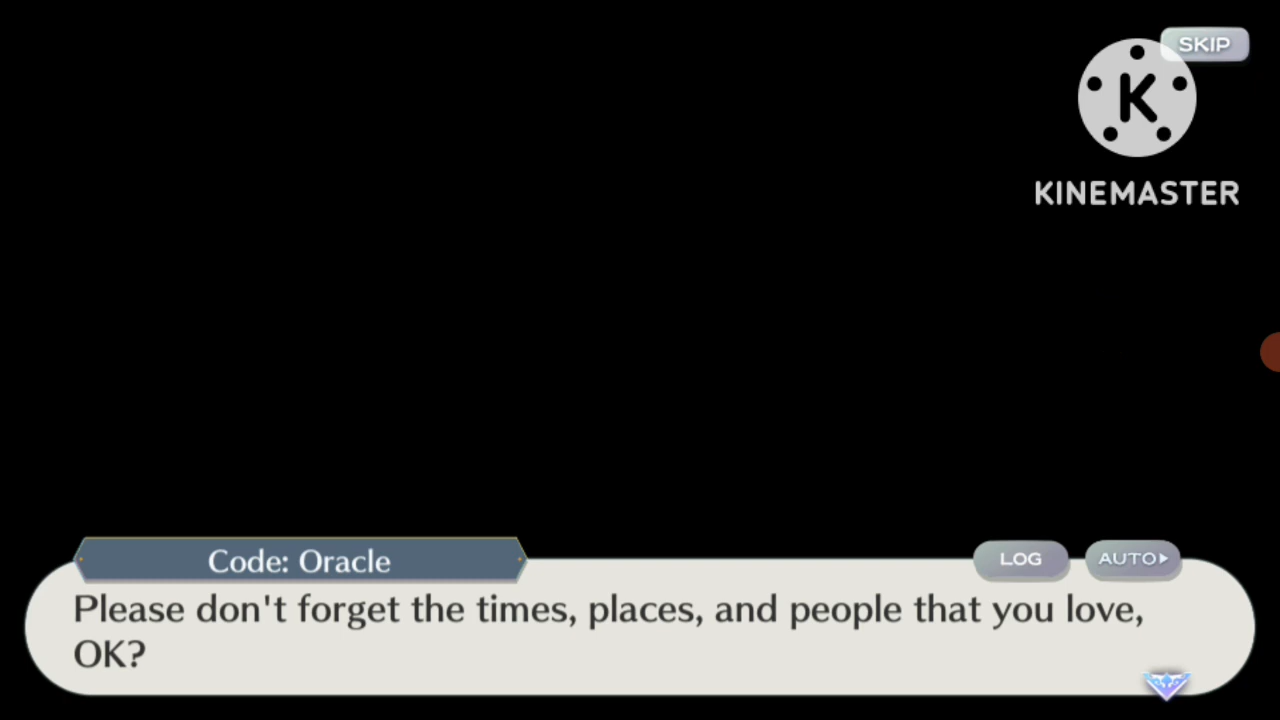 SKIP
K
KINEMASTER
Code: Oracle
LOG
AUTO
Please don't forget the times, places, and people that you love,
OK?